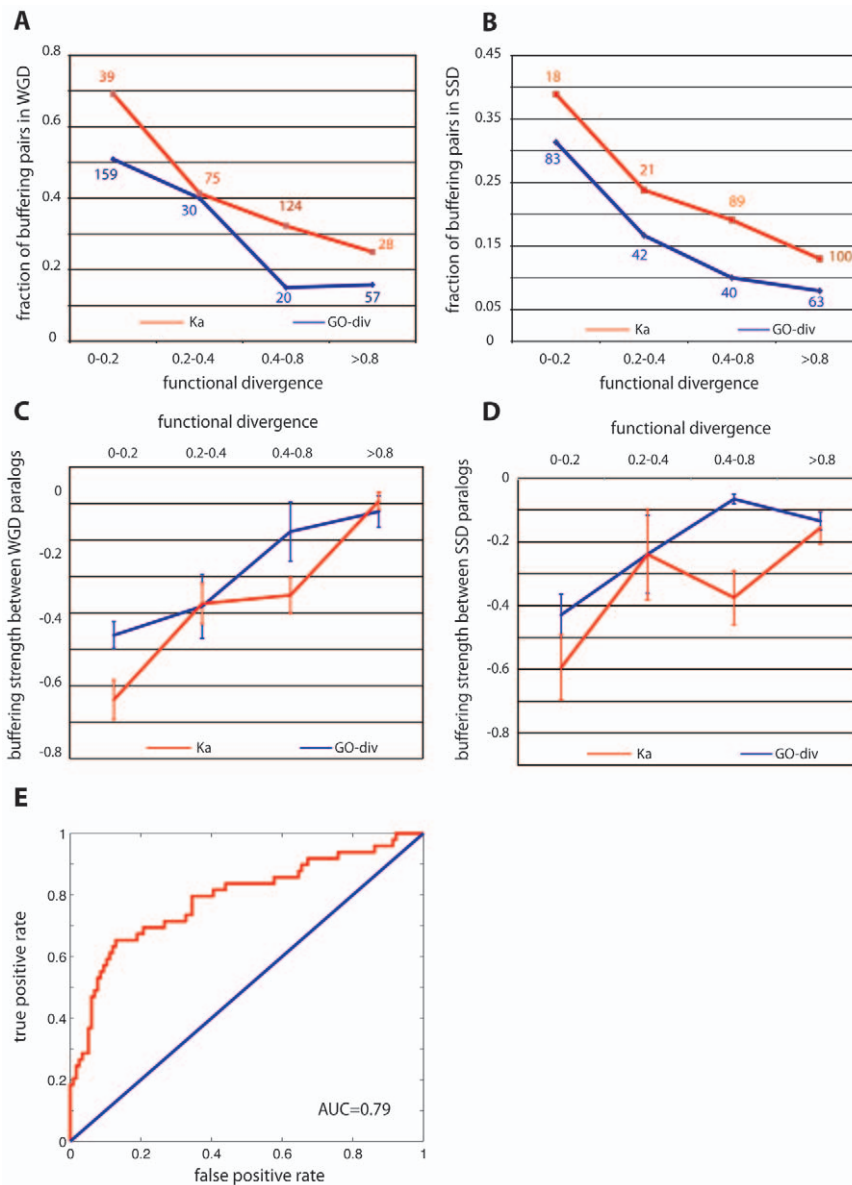 A
fraction of buffering pairs in WGD
0.8
0.6
0.4
0.2
0
39
75
124
28
159
30
20
57
Ka
GO-div
0-0.2
0.2-0.4
0.4-0.8
>0.8
functional divergence
B
fraction of buffering pairs in SSD
0.45
0.35
0.25
0.15
0.05
18
21
89
100
83
42
40
63
Ka
GO-div
0-0.2
0.2-0.4
0.4-0.8
>0.8
functional divergence
C
functional divergence
0-0.2
0.2-0.4
0.4-0.8
>0.8
buffering strength between WGD paralogs
0
-0.2
-0.4
-0.6
-0.8
Ka
GO-div
D
functional divergence
0-0.2
0.2-0.4
0.4-0.8
>0.8
buffering strength between SSD paralogs
0
-0.2
-0.4
-0.6
-0.8
Ka
GO-div
E
true positive rate
1
0.8
0.6
0.4
0.2
0
AUC=0.79
0
0.2
0.4
0.6
0.8
1
false positive rate